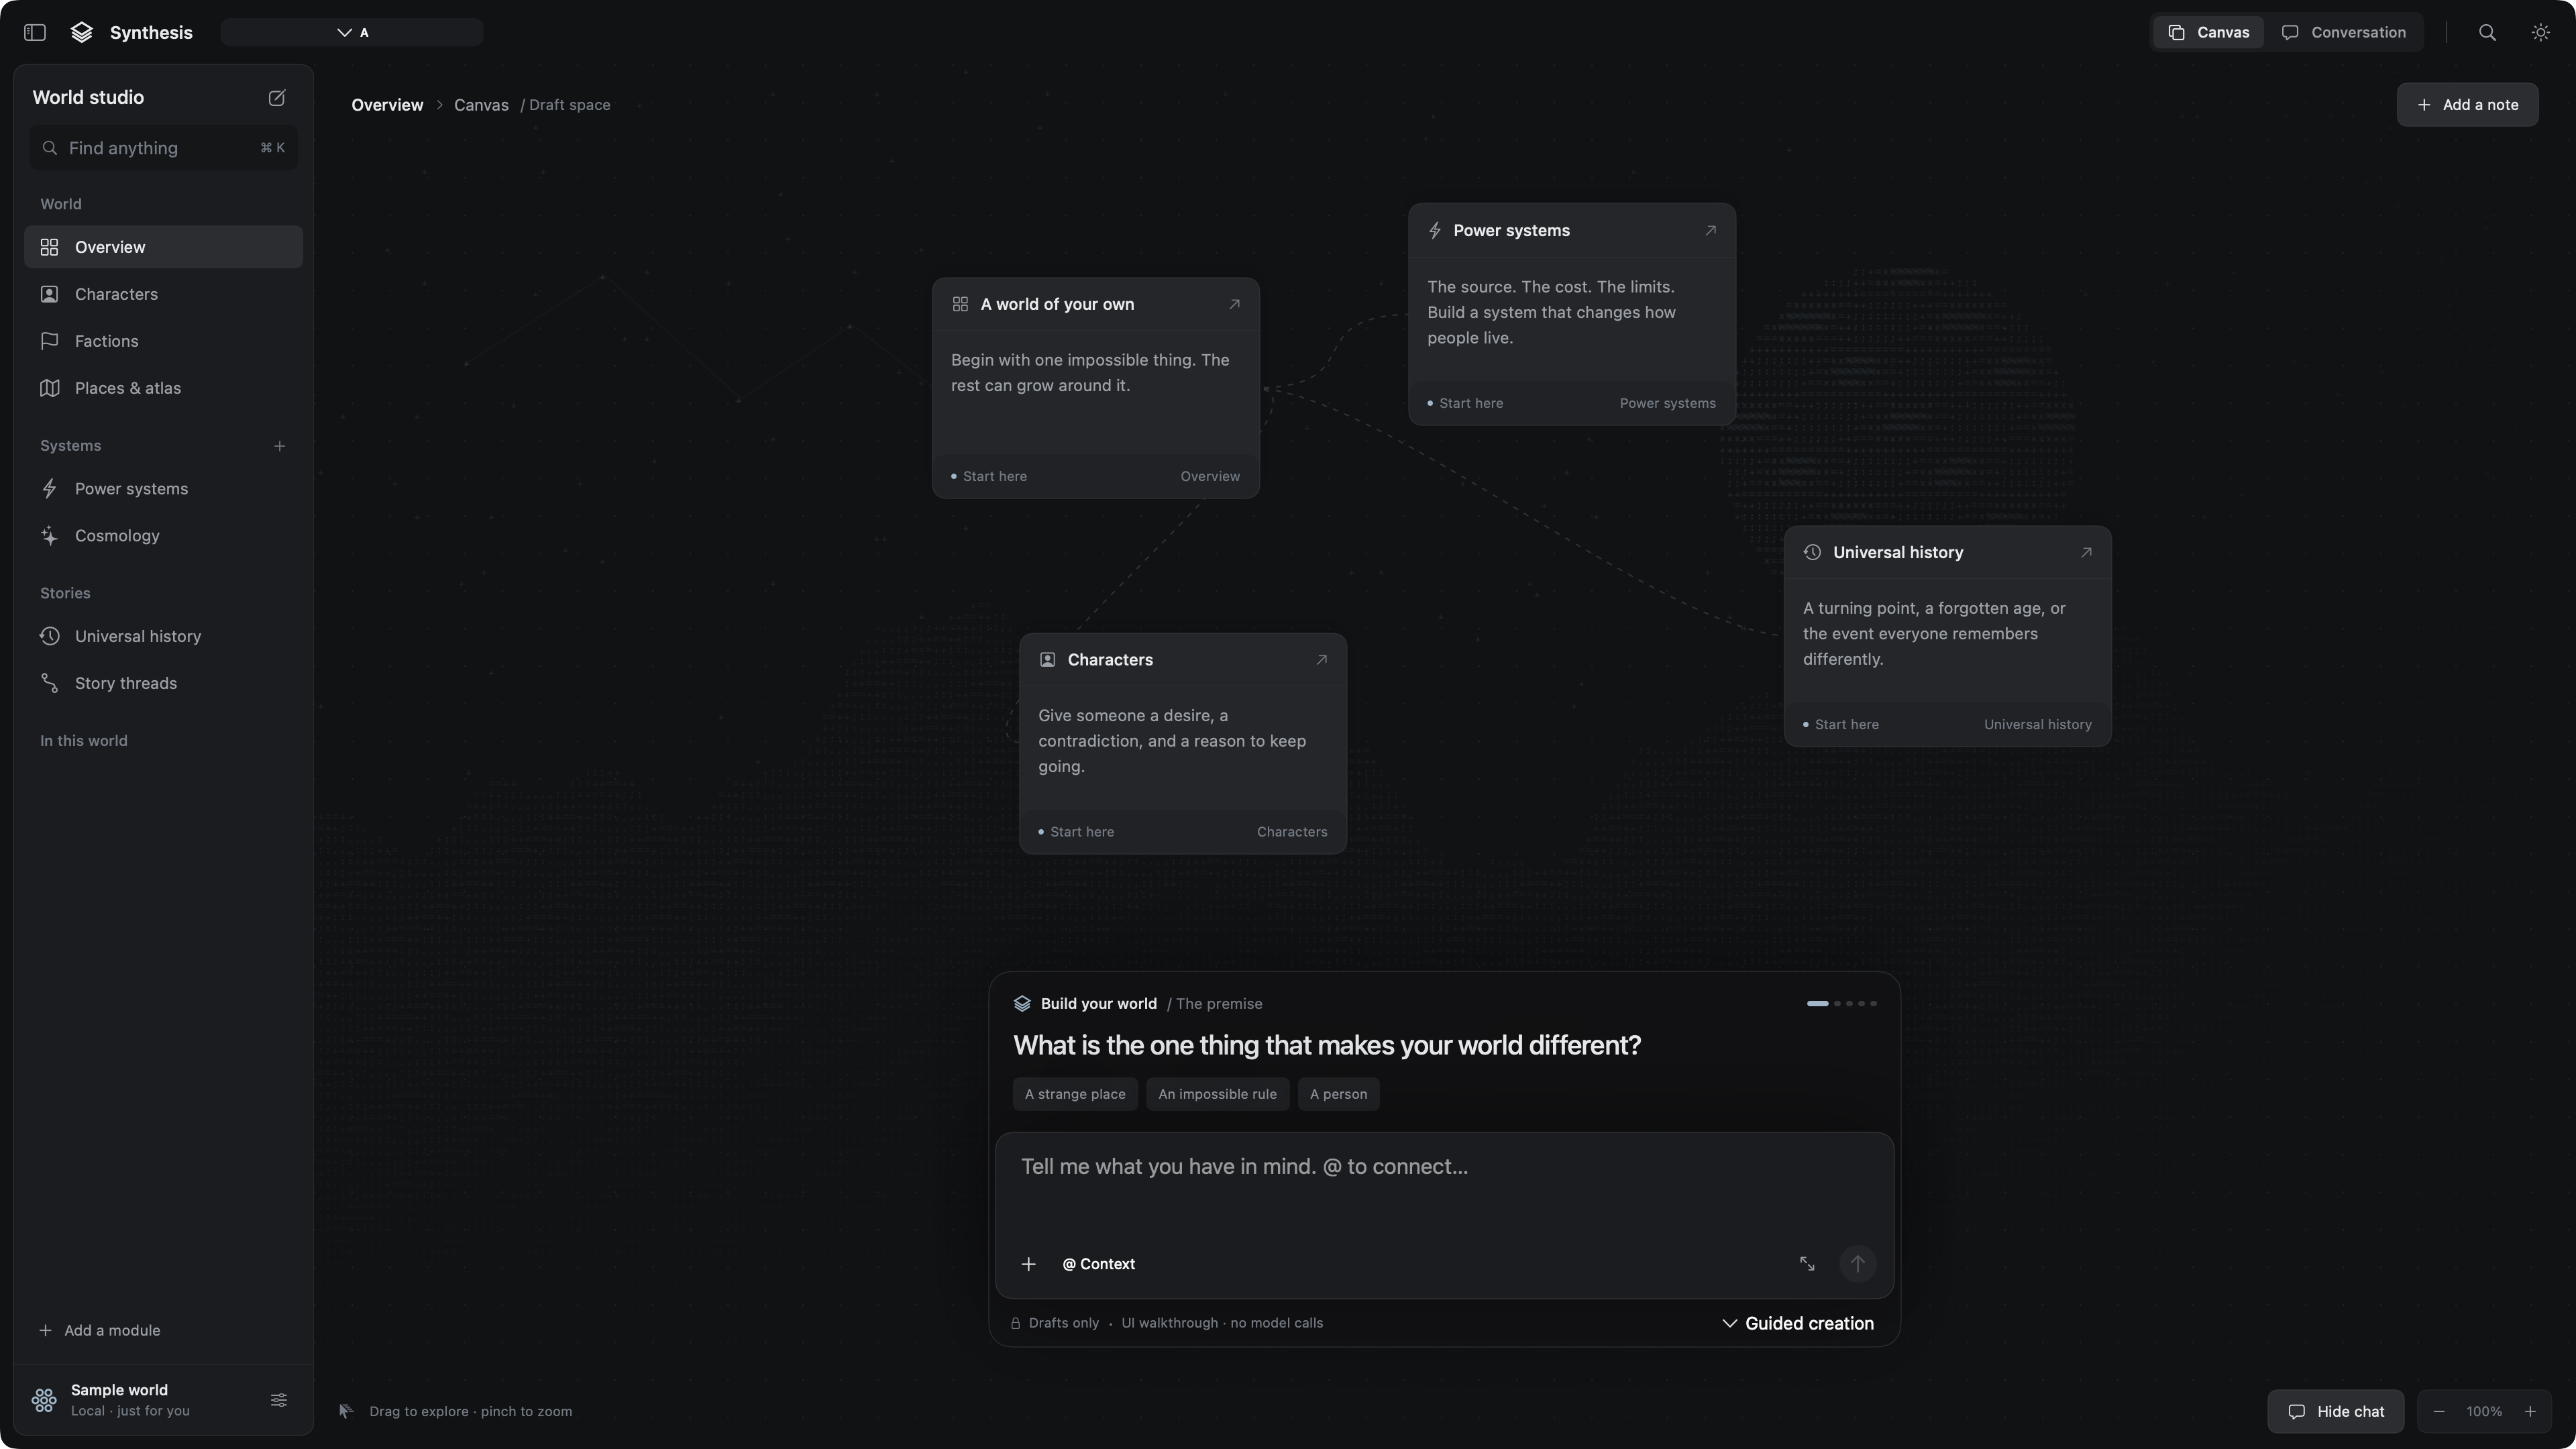 Synthesis
A
Canvas
Conversation
World studio
Find anything
⌘ K
World
Overview
Characters
Factions
Places & atlas
Systems
Power systems
Cosmology
Stories
Universal history
Story threads
In this world
Add a module
Sample world
Local · just for you
Overview > Canvas / Draft space
Add a note
A world of your own
Begin with one impossible thing. The
rest can grow around it.
Start here
Overview
Power systems
The source. The cost. The limits.
Build a system that changes how
people live.
Start here
Power systems
Universal history
A turning point, a forgotten age, or
the event everyone remembers
differently.
Start here
Universal history
Characters
Give someone a desire, a
contradiction, and a reason to keep
going.
Start here
Characters
Build your world / The premise
What is the one thing that makes your world different?
A strange place
An impossible rule
A person
Tell me what you have in mind. @ to connect...
@ Context
Drafts only · UI walkthrough · no model calls
Guided creation
Drag to explore · pinch to zoom
Hide chat
100%